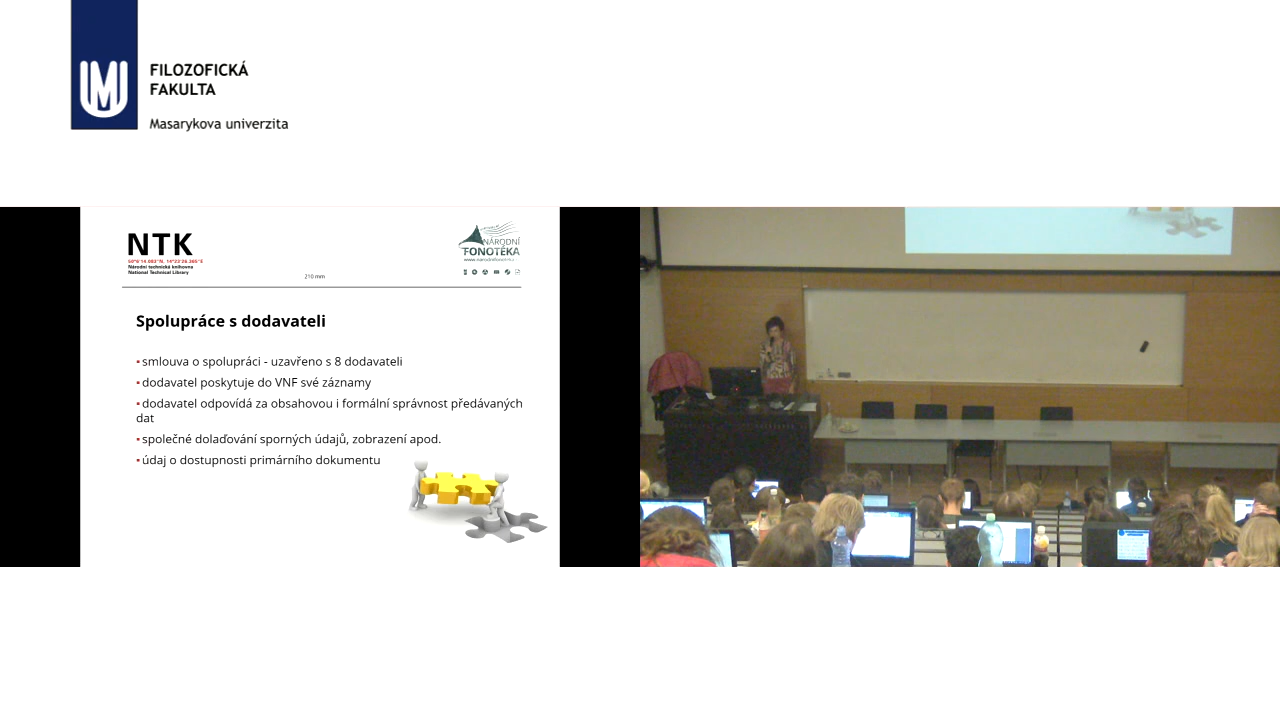 FILOZOFICKÁ
FAKULTA
Masarykova univerzita
NTK
Národní technická knihovna
National Technical Library
NÁRODNÍ
FONOTÉKA
210 mm
Spolupráce s dodavateli
smlouva o spolupráci - uzavřeno s 8 dodavateli
dodavatel poskytuje do VNF své záznamy
dodavatel odpovídá za obsahovou i formální správnost předávaných
dat
společné dolaďování sporných údajů, zobrazení apod.
údaj o dostupnosti primárního dokumentu